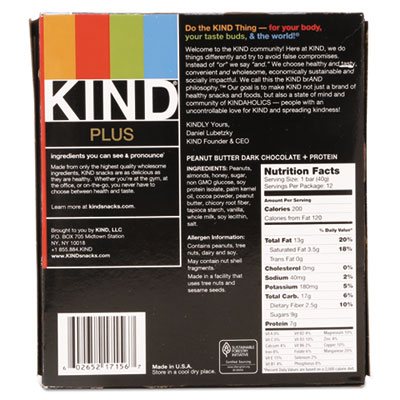 KIND®
PLUS
ingredients you can see & pronounce®
Made from only the highest quality wholesome
ingredients, KIND snacks are as delicious as
they are healthy. Whether you're at the gym, at
the office, or on-the-go, you never have to
choose between health and taste.
Learn more at kindsnacks.com.
Brought to you by KIND, LLC
P.O. BOX 705 Midtown Station
NY, NY 10018
+1 855.884.KIND
www.KINDsnacks.com
6 02652 17156 7
Do the KIND Thing — for your body,
your taste buds, & the world!®
Welcome to the KIND community! Here at KIND, we do
things differently and try to avoid false compromises.
Instead of "or" we say "and." We choose healthy and tasty,
convenient and wholesome, economically sustainable and
socially impactful. We call this the KIND brAND
philosophy.™ Our goal is to make KIND not just a brand of
healthy snacks and foods, but also a state of mind and
community of KINDAHOLICS — people with an
uncontrollable love for KIND and spreading kindness!
KINDLY Yours,
Daniel Lubetzky
KIND Founder & CEO
PEANUT BUTTER DARK CHOCOLATE + PROTEIN
INGREDIENTS: Peanuts,
almonds, honey, sugar,
non GMO glucose, soy
protein isolate, palm kernel
oil, cocoa powder, peanut
butter, chicory root fiber,
tapioca starch, vanilla,
whole milk, soy lecithin,
salt.
Allergen Information:
Contains peanuts, tree
nuts, dairy and soy.
May contain nut shell
fragments.
Made in a facility that
uses tree nuts and
sesame seeds.
Made in U.S.A.
Store in a cool dry place.
SUSTAINABLE
FORESTRY
INITIATIVE
Certified Sourcing
Nutrition Facts
Serving Size: 1 bar (40g)
Servings Per Package: 12
Amount Per Serving
Calories 200
Calories from Fat 120
% Daily Value*
Total Fat 13g 20%
Saturated Fat 3.5g 18%
Trans Fat 0g
Cholesterol 0mg 0%
Sodium 40mg 2%
Potassium 180mg 5%
Total Carb. 17g 6%
Dietary Fiber 2.5g 10%
Sugars 9g
Protein 7g